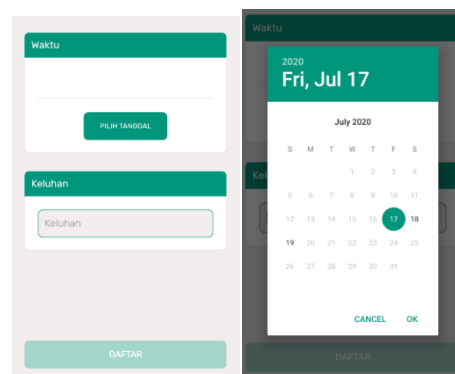 Waktu
PILIH TANGGAL
Keluhan
Keluhan
DAFTAR
Waktu
2020
Fri, Jul 17
July 2020
S M T W T F S
1 2 3 4
5 6 7 8 9 10 11
12 13 14 15 16 17 18
19 20 21 22 23 24 25
26 27 28 29 30 31
Kel
CANCEL OK
DAFTAR